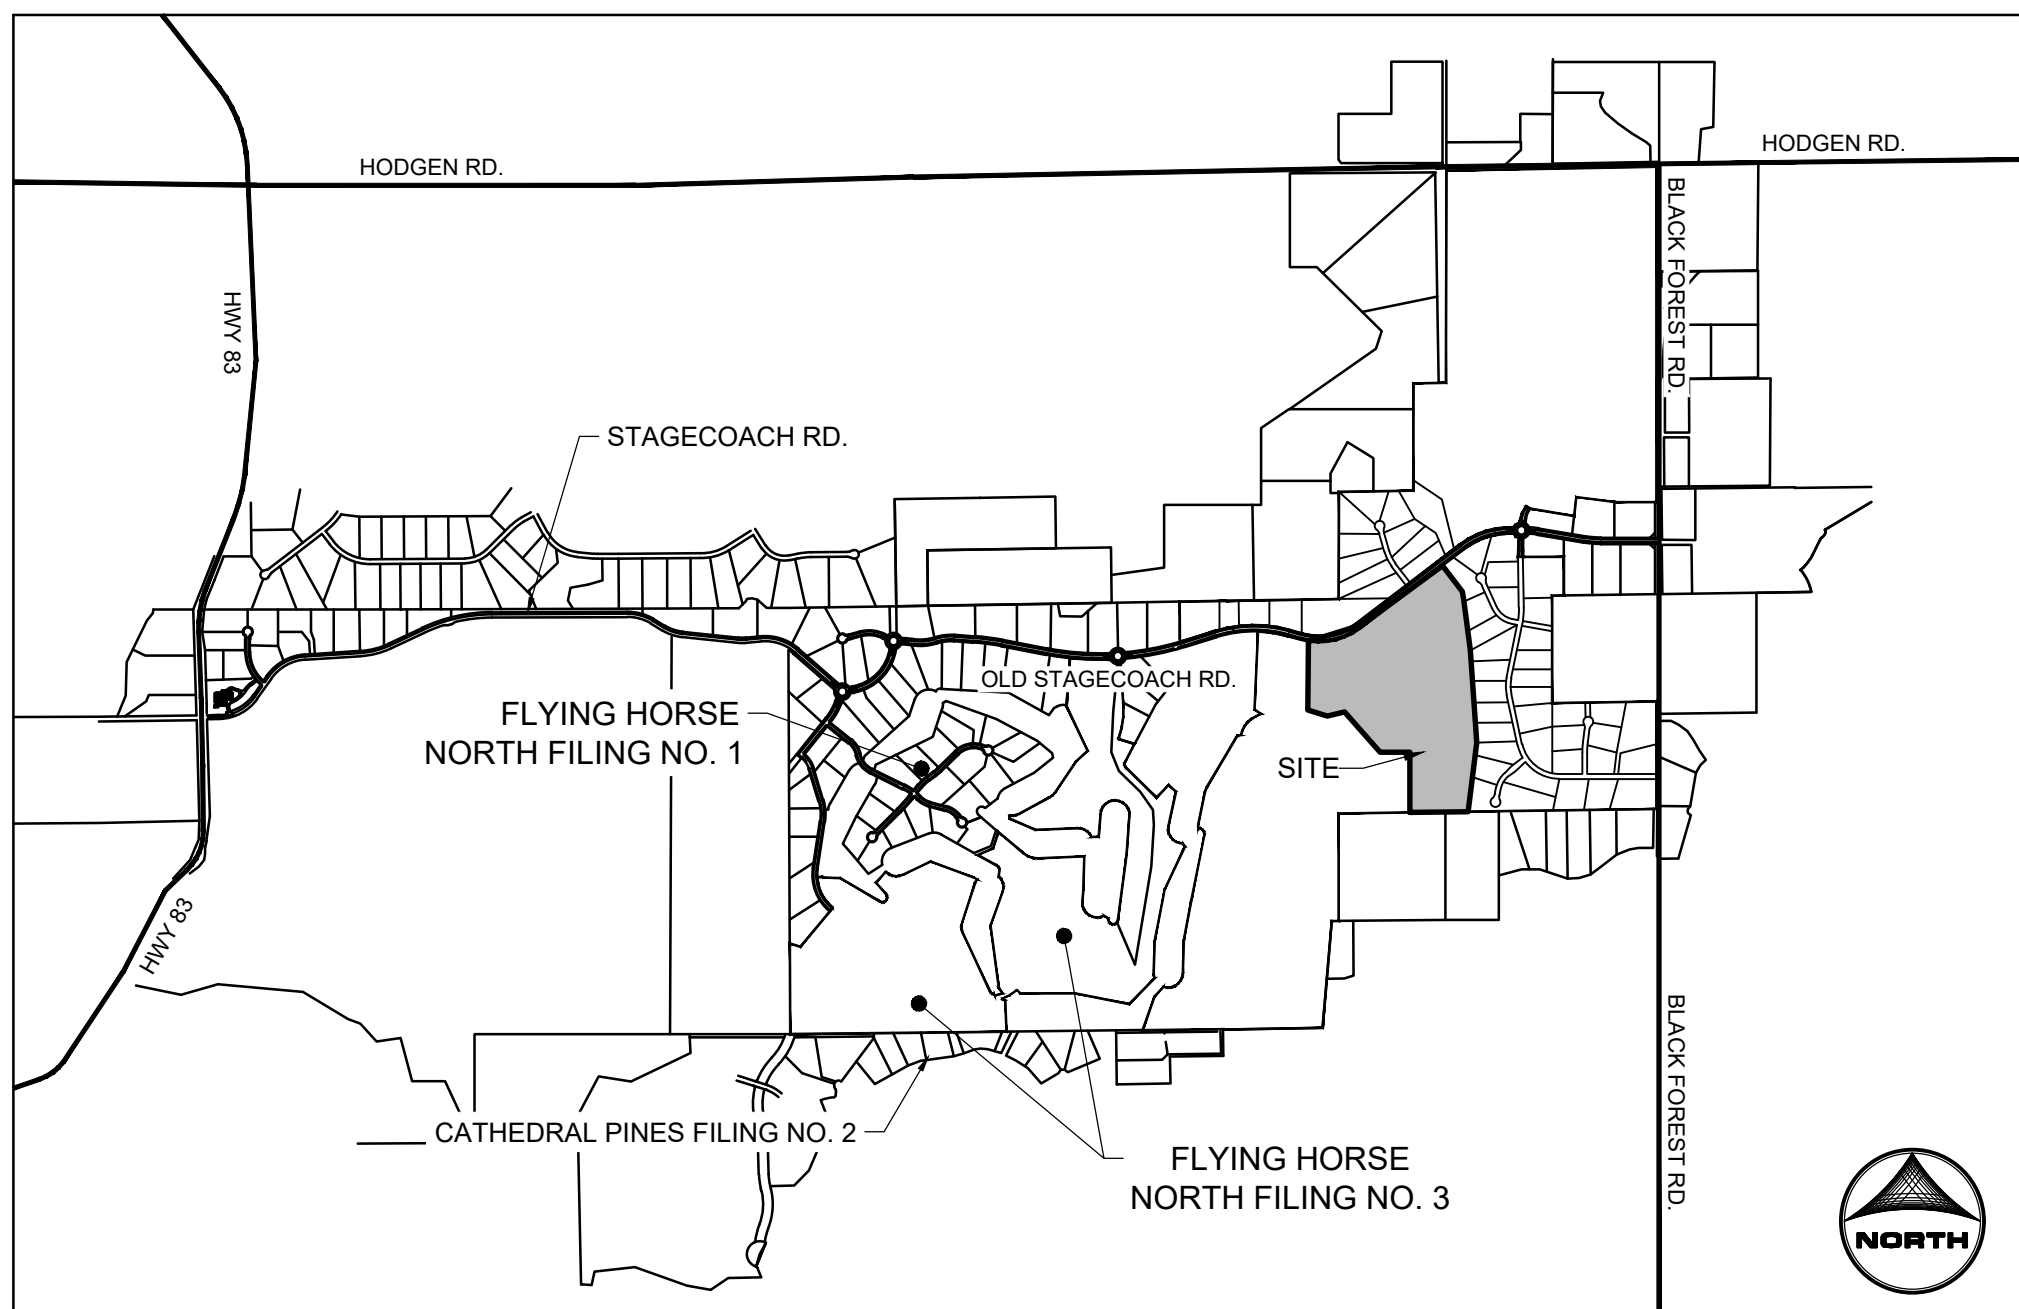 HODGEN RD.
HODGEN RD.
BLACK FOREST RD.
HWY 83
STAGECOACH RD.
OLD STAGECOACH RD.
FLYING HORSE
NORTH FILING NO. 1
SITE
HWY 83
CATHEDRAL PINES FILING NO. 2
FLYING HORSE
NORTH FILING NO. 3
BLACK FOREST RD.
NORTH